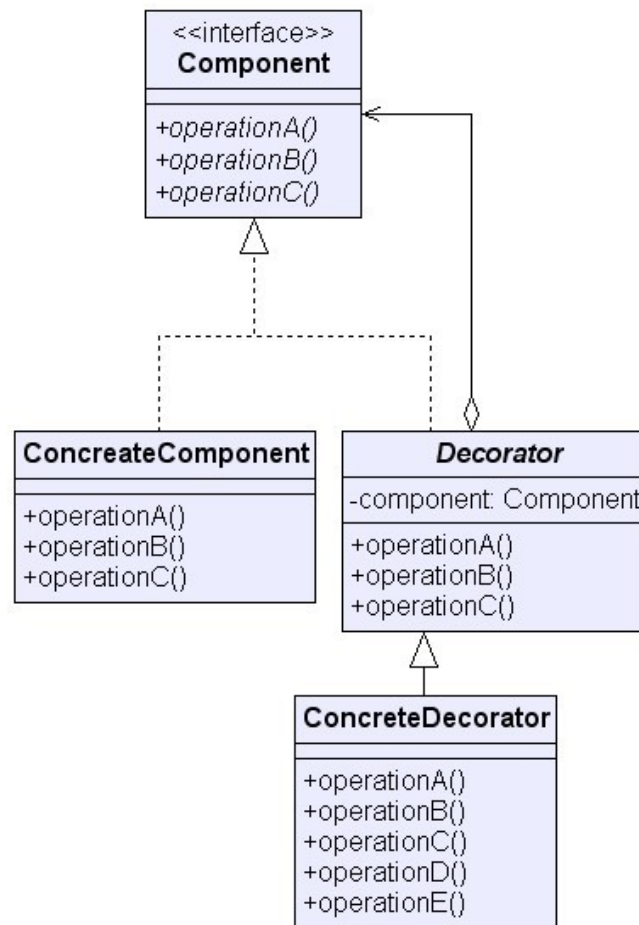 <<interface>>
Component
+operationA()
+operationB()
+operationC()
ConcreateComponent
+operationA()
+operationB()
+operationC()
Decorator
-component: Component
+operationA()
+operationB()
+operationC()
ConcreteDecorator
+operationA()
+operationB()
+operationC()
+operationD()
+operationE()